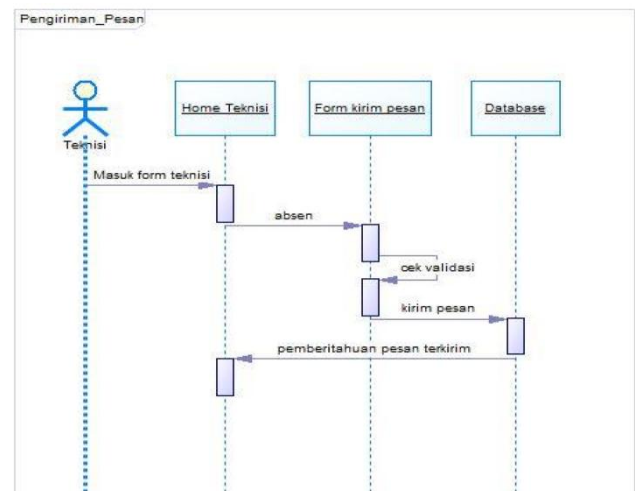 Pengiriman_Pesan
Teknisi
Home Teknisi
Form kirim pesan
Database
Masuk form teknisi
absen
cek validasi
kirim pesan
pemberitahuan pesan terkirim